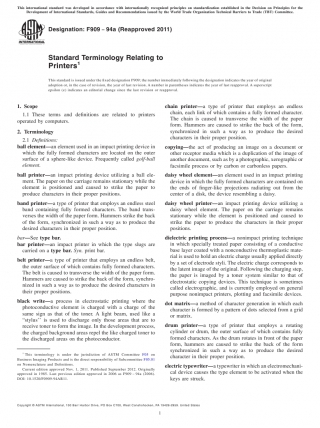 This international standard was developed in accordance with internationally recognized principles on standardization established in the Decision on Principles for the
Development of International Standards, Guides and Recommendations issued by the World Trade Organization Technical Barriers to Trade (TBT) Committee.
ASTM
INTERNATIONAL
Designation: F909 – 94a (Reapproved 2011)
Standard Terminology Relating to
Printers¹
This standard is issued under the fixed designation F909; the number immediately following the designation indicates the year of original
adoption or, in the case of revision, the year of last revision. A number in parentheses indicates the year of last reapproval. A superscript
epsilon (ε) indicates an editorial change since the last revision or reapproval.
1. Scope
1.1 These terms and definitions are related to printers
operated by computers.
2. Terminology
2.1 Definitions:
ball element—an element used in an impact printing device in
which the fully formed characters are located on the outer
surface of a sphere-like device. Frequently called golf-ball
element.
ball printer—an impact printing device utilizing a ball ele-
ment. The paper on the carriage remains stationary while the
element is positioned and caused to strike the paper to
produce characters in their proper positions.
band printer—a type of printer that employs an endless steel
band containing fully formed characters. The band trans-
verses the width of the paper form. Hammers strike the back
of the form, synchronized in such a way as to produce the
desired characters in their proper position.
bar—See type bar.
bar printer—an impact printer in which the type slugs are
carried on a type bar. Syn. print bar.
belt printer—a type of printer that employs an endless belt,
the outer surface of which contains fully formed characters.
The belt is caused to transverse the width of the paper form.
Hammers are caused to strike the back of the form, synchro-
nized in such a way as to produce the desired characters in
their proper positions.
black write—a process in electrostatic printing where the
photosensitive element is charged with a charge of the
same sign as that of the toner. A light beam, used like a
“stylus” is used to discharge only those areas that are to
receive toner to form the image. In the development process,
the charged background areas repel the like charged toner to
the discharged areas on the photoconductor.
¹ This terminology is under the jurisdiction of ASTM Committee F05 on
Business Imaging Products and is the direct responsibility of Subcommittee
on Nomenclature and Definitions.
Current edition approved Nov. 1, 2011. Published September 2012. Originally
approved in 1985. Last previous edition approved in 2006 as F909 – 94a (2006).
DOI: 10.1520/F0909-94AR11.
chain printer—a type of printer that employs an endless
chain, each link of which contains a fully formed character.
The chain is caused to transverse the width of the paper
form. Hammers are caused to strike the back of the form,
synchronized in such a way as to produce the desired
characters in their proper position.
copying—the act of producing an image on a document or
other receptor media which is a duplication of the image of
another document, such as by a photographic, xerographic or
facsimile process or by carbon or carbonless papers.
daisy wheel element—an element used in an impact printing
device in which the fully formed characters are contained on
the ends of finger-like projections radiating out from the
center of a disk, the device resembling a daisy.
daisy wheel printer—an impact printing device utilizing a
daisy wheel element. The paper on the carriage remains
stationary while the element is positioned and caused to
strike the paper to produce the characters in their proper
positions.
dielectric printing process—a nonimpact printing technique
in which specially treated paper consisting of a conductive
base layer coated with a nonconductive thermoplastic mate-
rial is used to hold an electric charge usually applied directly
by a set of electrode styli. The electric charge corresponds to
the latent image of the original. Following the charging step,
the paper is imaged by a toner system similar to that of
electrostatic copying devices. This technique is sometimes
called electrographic, and is currently employed on general
purpose nonimpact printers, plotting and facsimile devices.
dot matrix—a method of character generation in which each
character is formed by a pattern of dots selected from a grid
or matrix.
drum printer—a type of printer that employs a rotating
cylinder or drum, the outer surface of which contains fully
formed characters. As the drum rotates in front of the paper
form, hammers are caused to strike the back of the form
synchronized in such a way as to produce the desired
character in their proper position.
electric typewriter—a typewriter in which an electromechani-
cal device causes the type element to be activated when the
keys are struck.
Copyright © ASTM International, 100 Barr Harbor Drive, PO Box C700, West Conshohocken, PA 19428-2959. United States
1